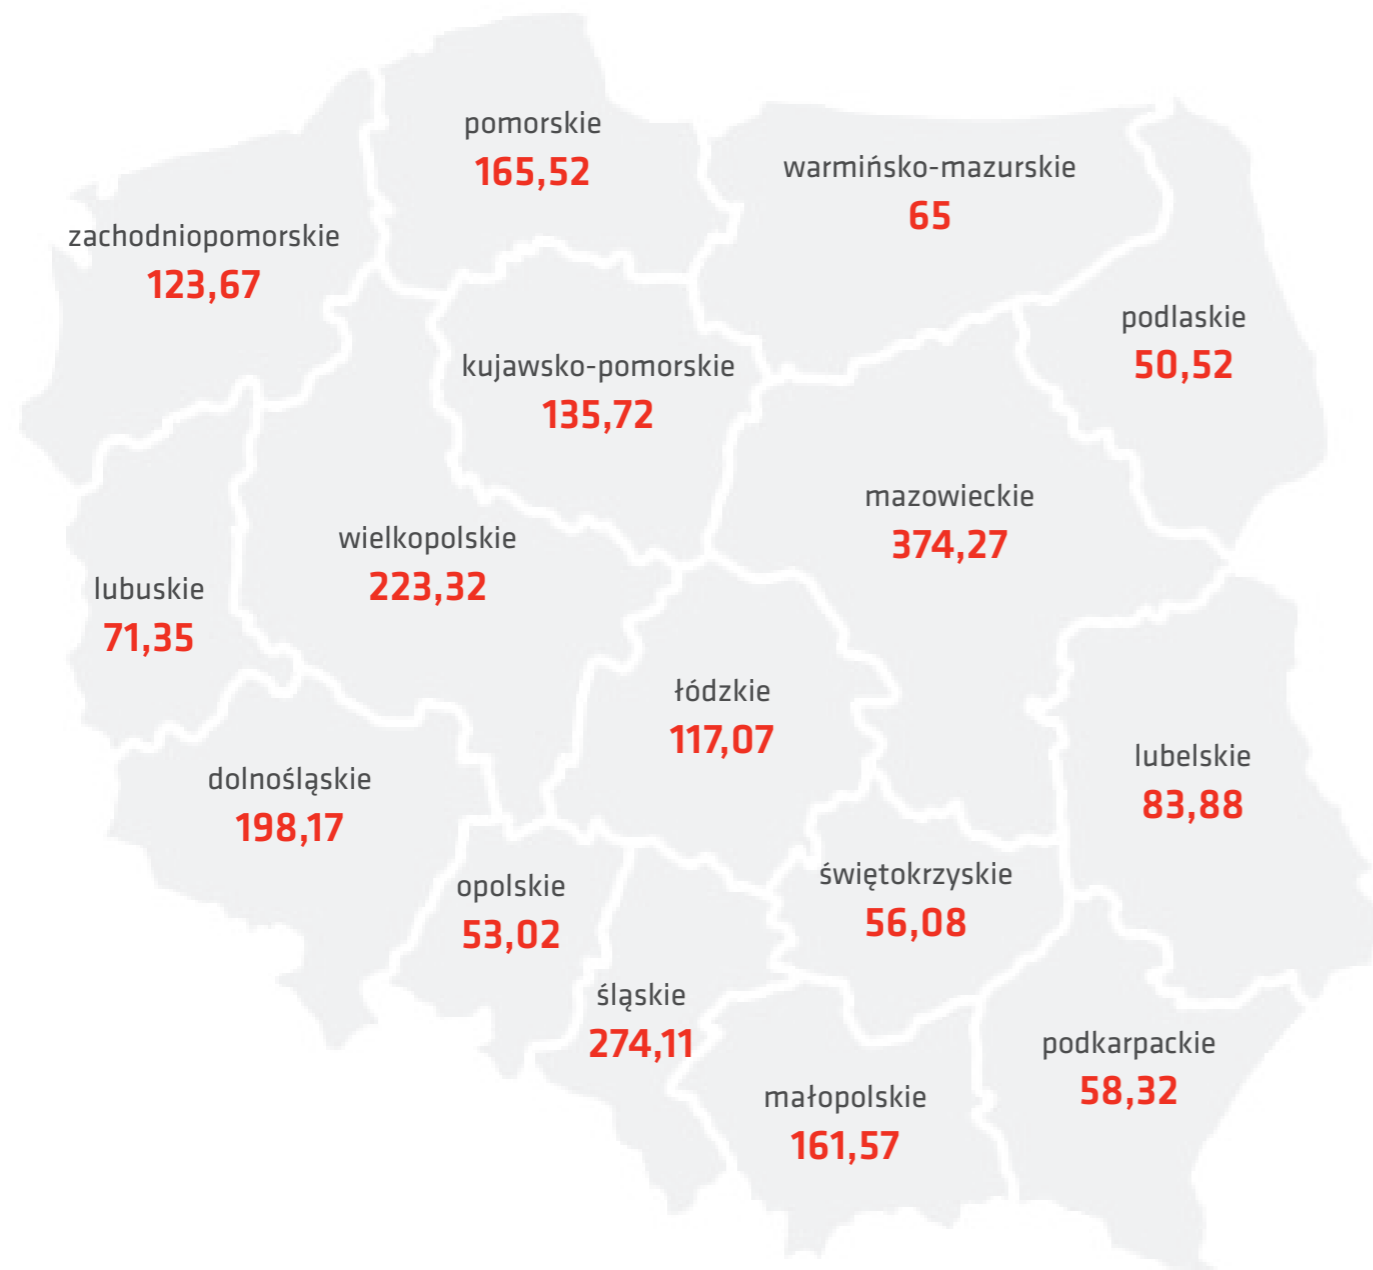 pomorskie
165,52
warmińsko-mazurskie
65
zachodniopomorskie
123,67
podlaskie
50,52
kujawsko-pomorskie
135,72
mazowieckie
374,27
wielkopolskie
223,32
lubuskie
71,35
łódzkie
117,07
lubelskie
83,88
dolnośląskie
198,17
świętokrzyskie
56,08
opolskie
53,02
śląskie
274,11
podkarpackie
58,32
małopolskie
161,57